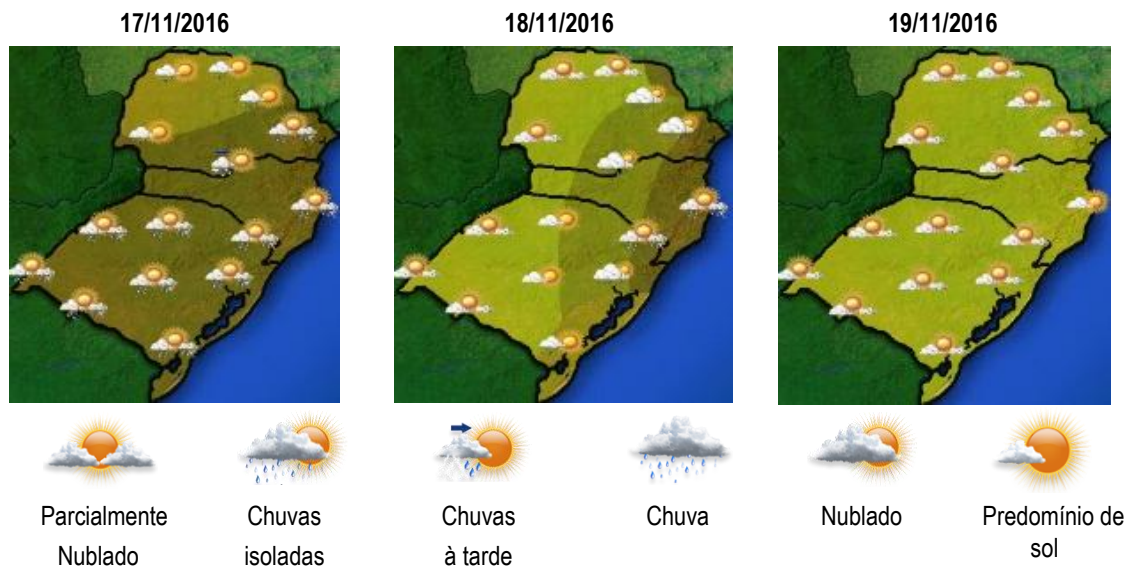 17/11/2016
18/11/2016
19/11/2016
Parcialmente
Nublado
Chuvas
isoladas
Chuvas
à tarde
Chuva
Nublado
Predomínio de
sol